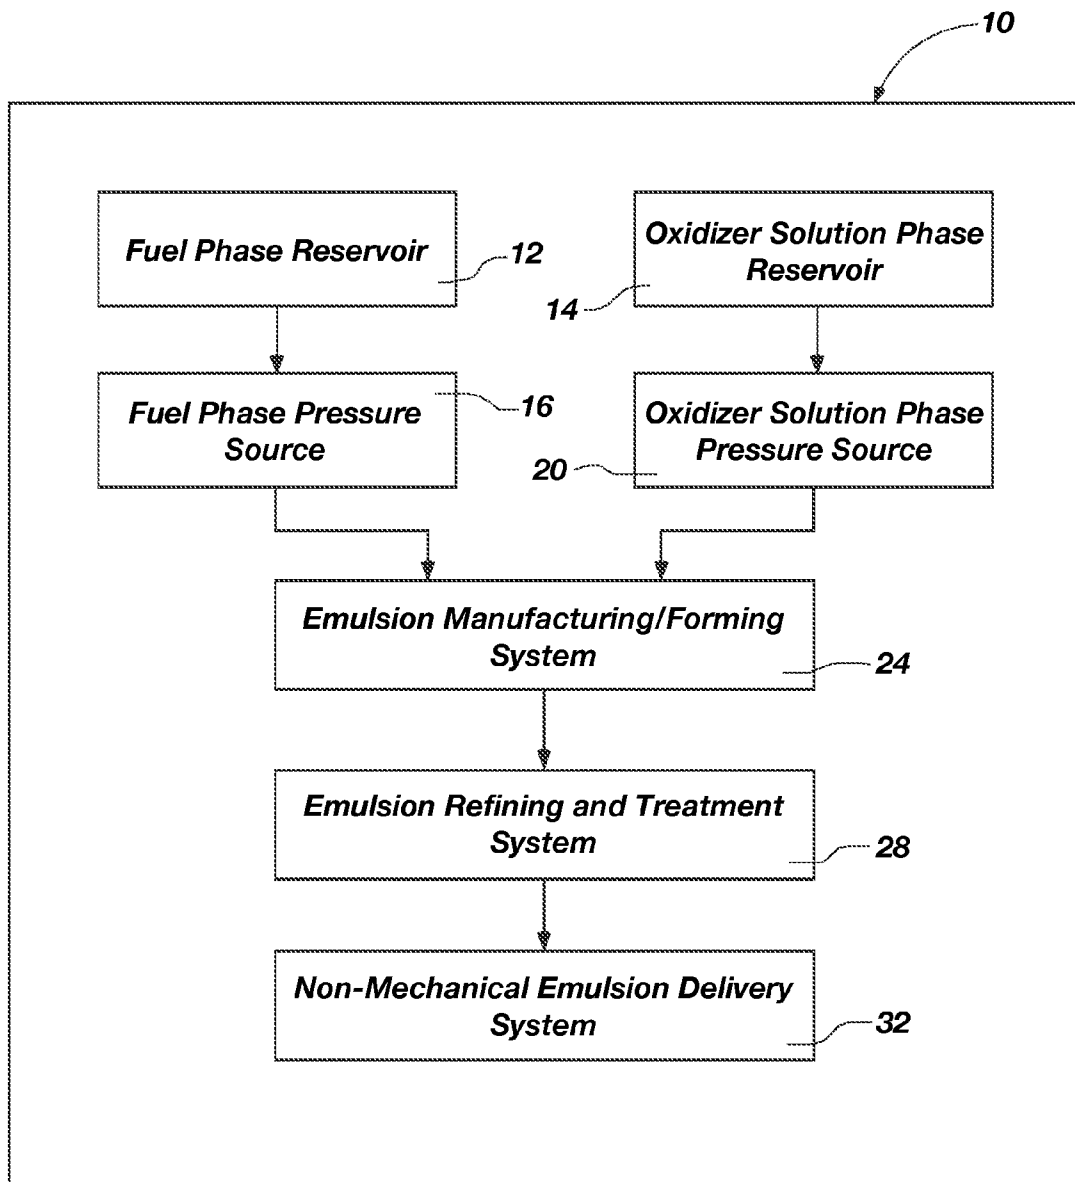 10
Fuel Phase Reservoir
12
Oxidizer Solution Phase
Reservoir
14
Fuel Phase Pressure
Source
16
Oxidizer Solution Phase
Pressure Source
20
Emulsion Manufacturing/Forming
System
24
Emulsion Refining and Treatment
System
28
Non-Mechanical Emulsion Delivery
System
32